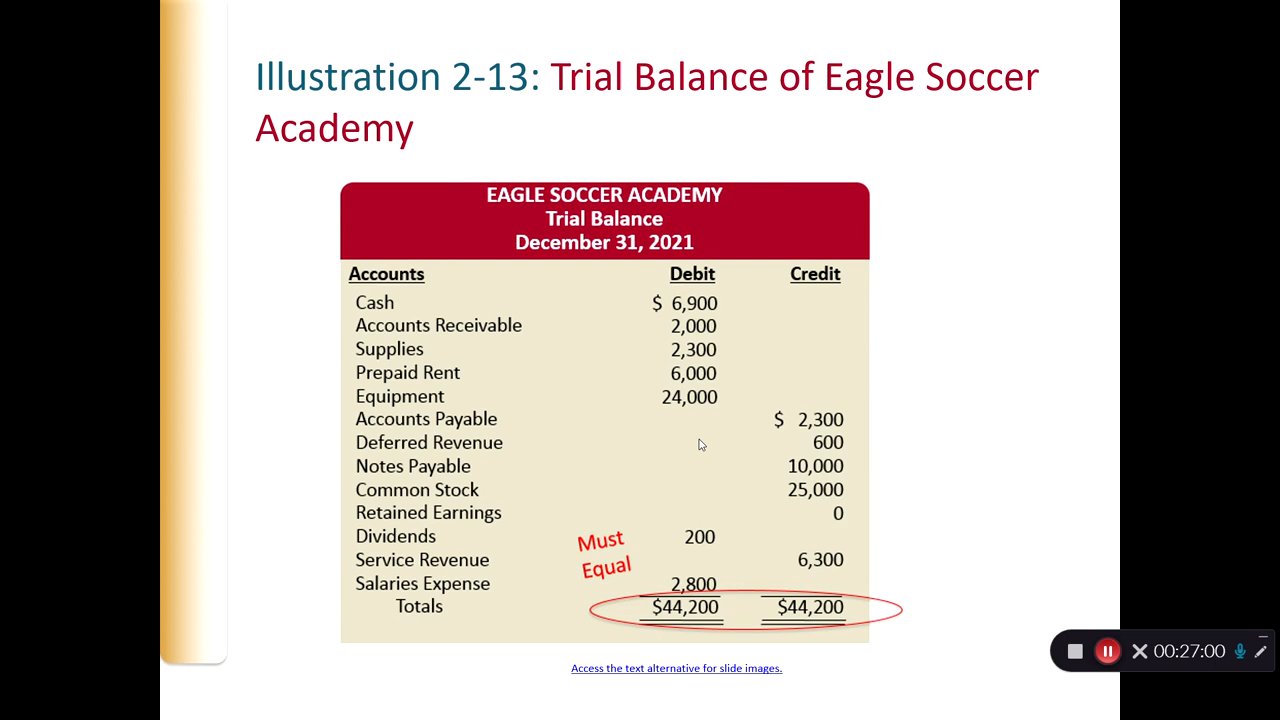 Illustration 2-13: Trial Balance of Eagle Soccer
Academy
EAGLE SOCCER ACADEMY
Trial Balance
December 31, 2021
Accounts Debit Credit
Cash $ 6,900
Accounts Receivable 2,000
Supplies 2,300
Prepaid Rent 6,000
Equipment 24,000
Accounts Payable $ 2,300
Deferred Revenue 600
Notes Payable 10,000
Common Stock 25,000
Retained Earnings 0
Dividends 200
Service Revenue 6,300
Salaries Expense 2,800
Totals $44,200 $44,200
Must
Equal
Access the text alternative for slide images.
00:27:00